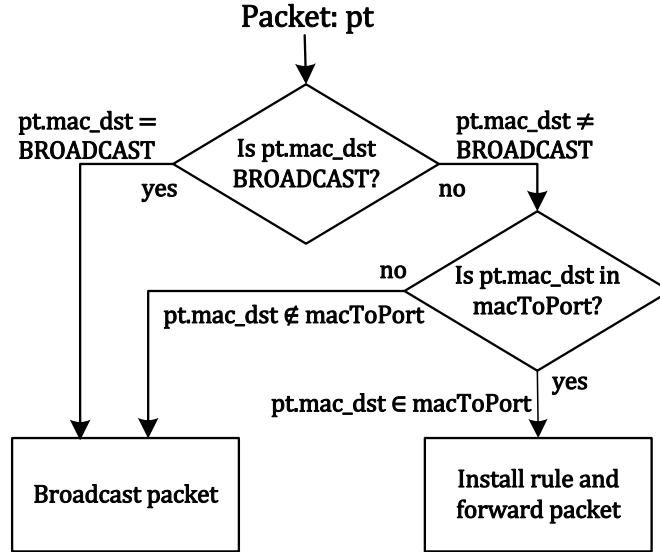 Packet: pt
pt.mac_dst =
BROADCAST
Is pt.mac_dst
BROADCAST?
pt.mac_dst ≠
BROADCAST
yes
no
no
Is pt.mac_dst in
macToPort?
pt.mac_dst ∉ macToPort
yes
pt.mac_dst ∈ macToPort
Broadcast packet
Install rule and
forward packet